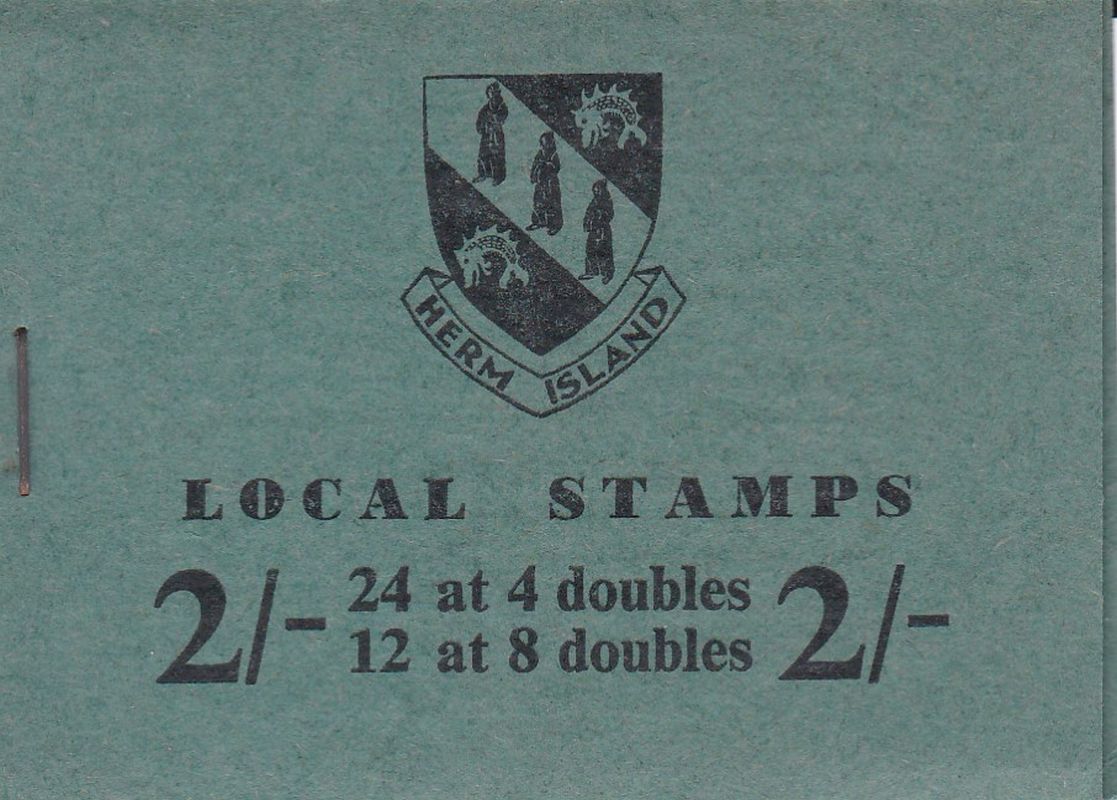 HERM ISLAND
LOCAL STAMPS
2/- 24 at 4 doubles 2/-
12 at 8 doubles